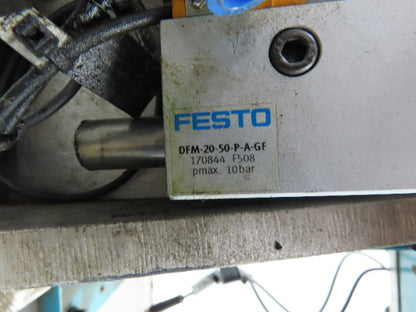 FESTO
DFM-20-50-P-A-GF
170844 F508
pmax. 10bar